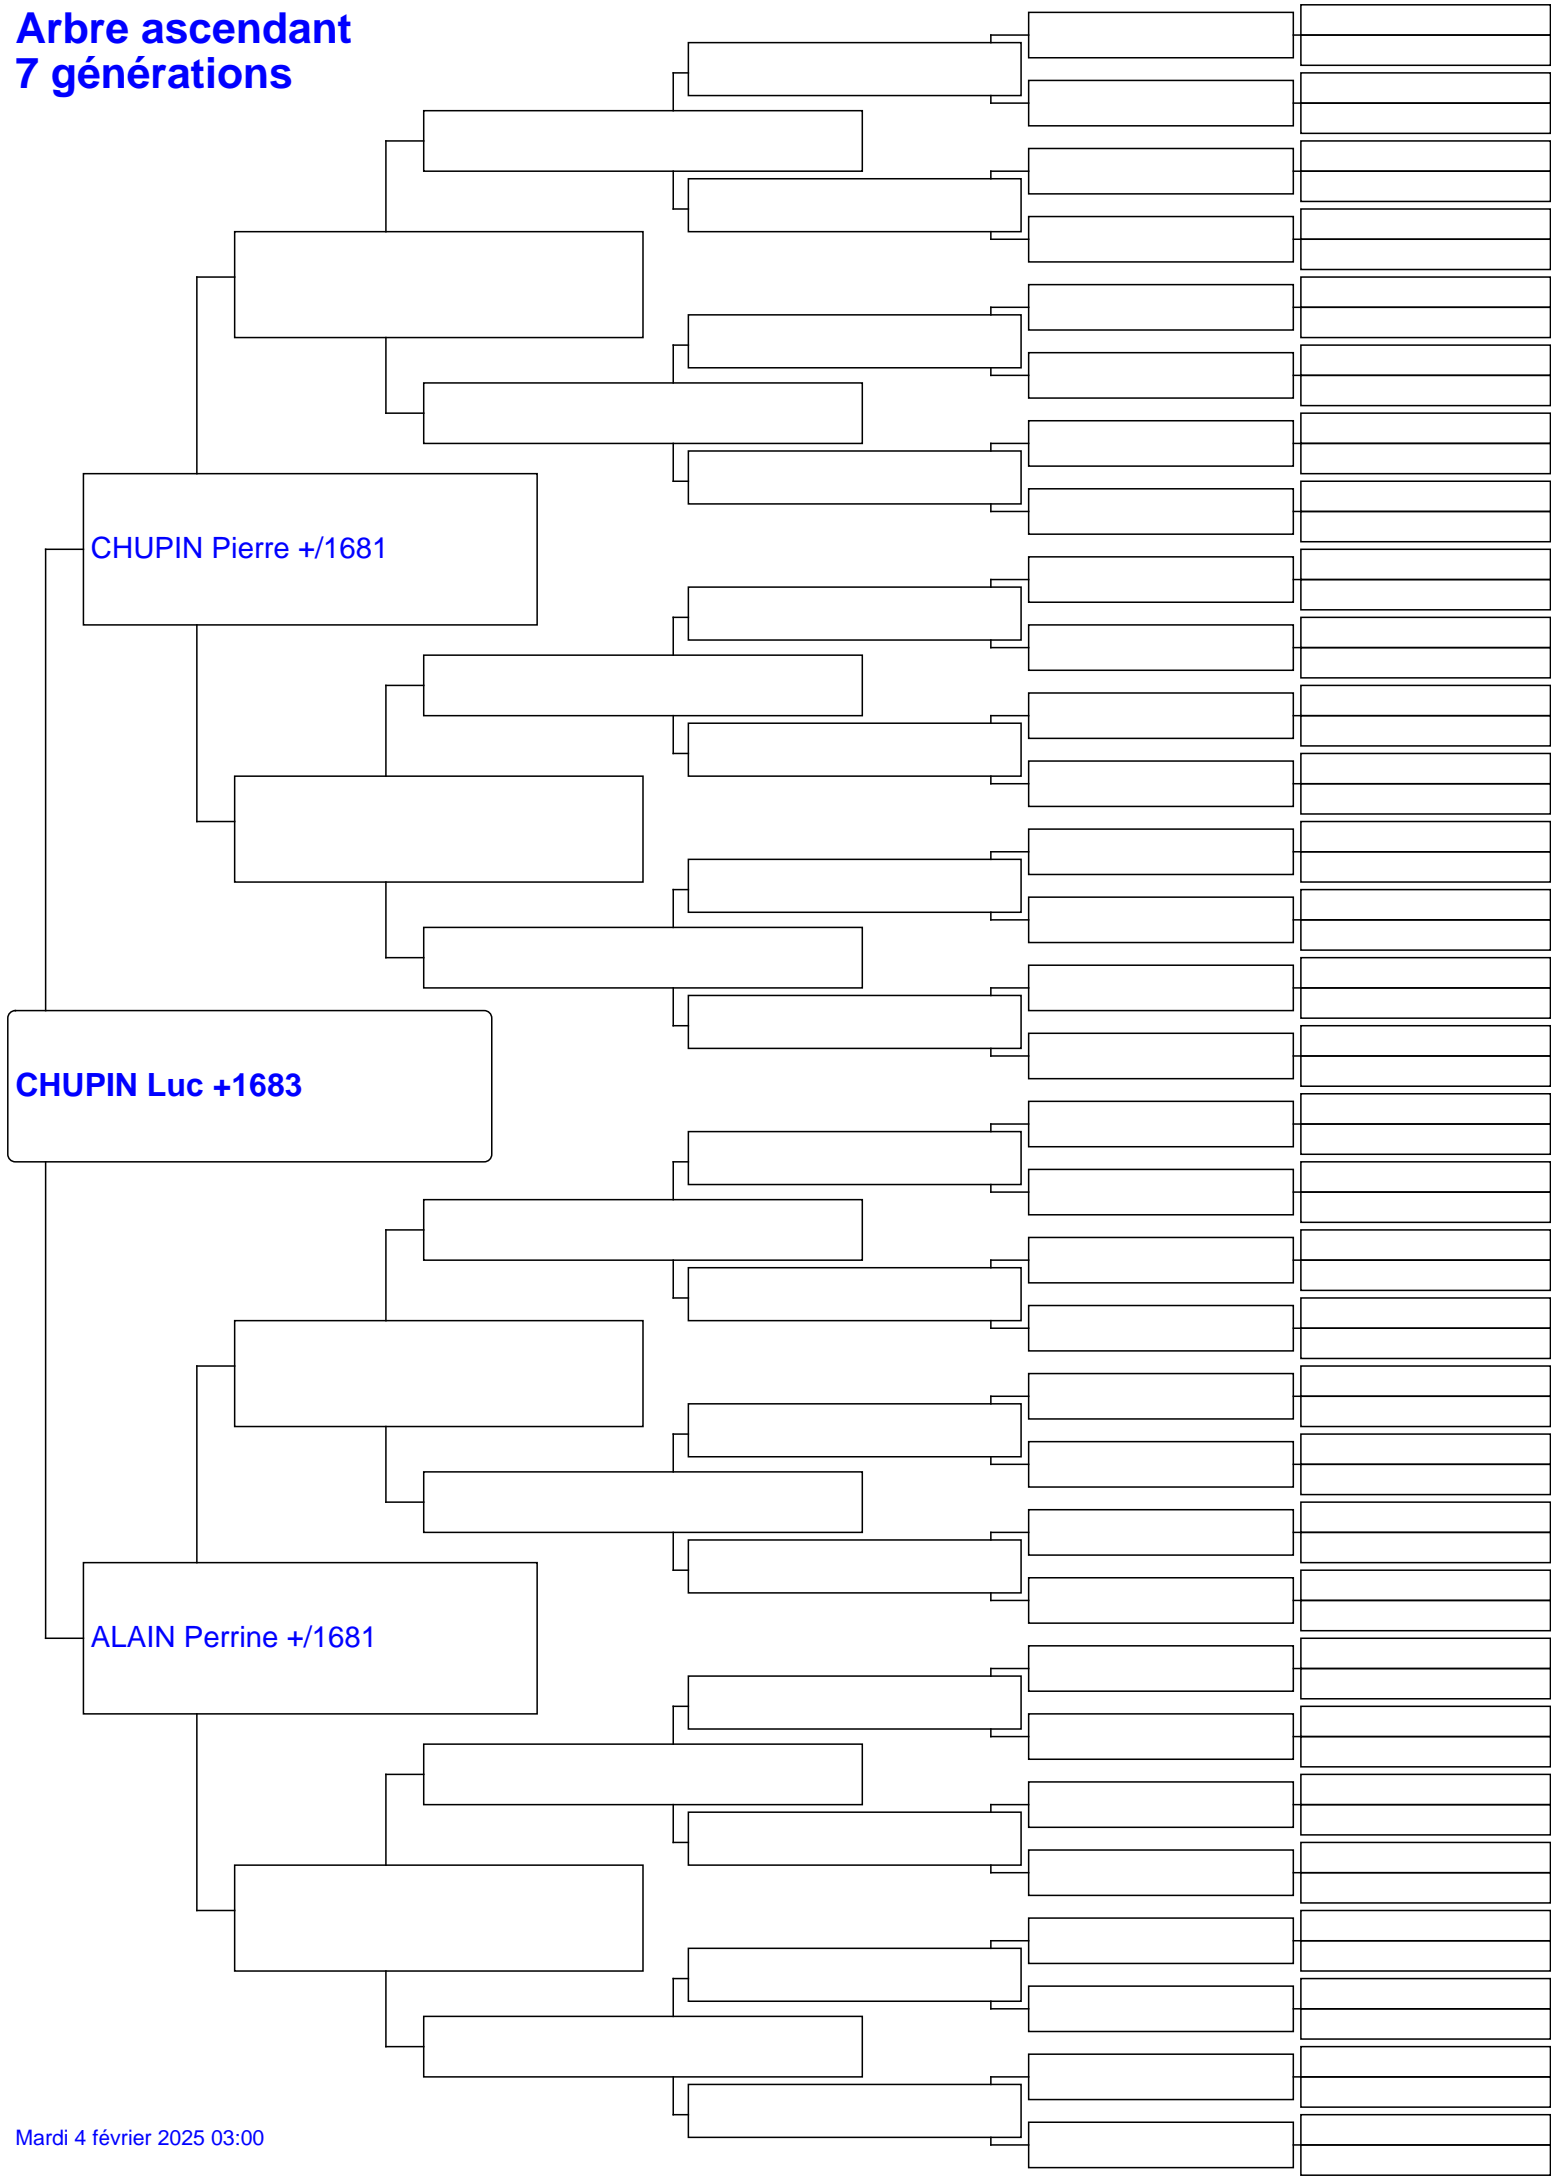 Arbre ascendant
7 générations
CHUPIN Pierre +/1681
CHUPIN Luc +1683
ALAIN Perrine +/1681
Mardi 4 février 2025 03:00